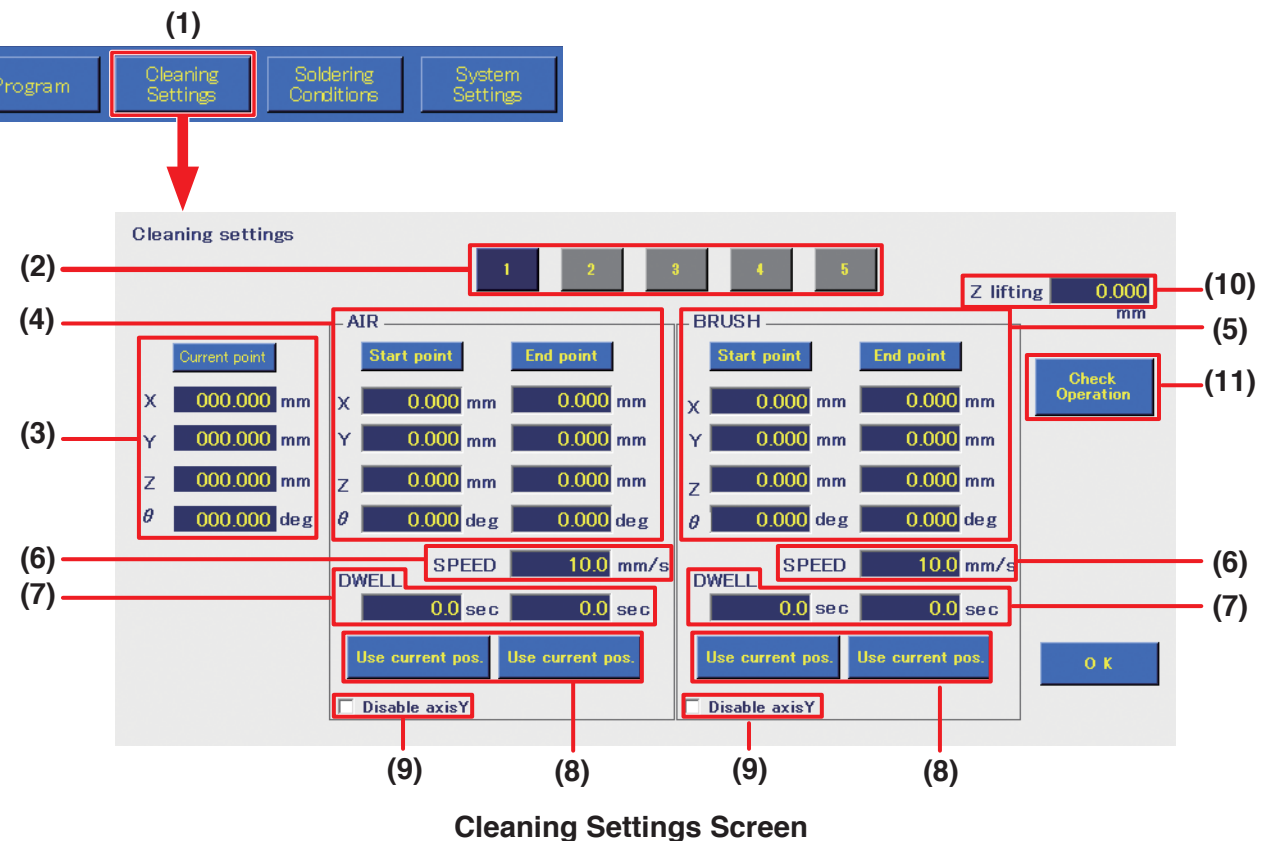 (1)
Program
Cleaning Settings
Soldering Conditions
System Settings
Cleaning settings
(2)
1 2 3 4 5
Z lifting 0.000 mm
(10)
(4)
AIR
BRUSH
(5)
Current point
Start point End point
Start point End point
Check Operation
(11)
(3)
X 000.000 mm
X 0.000 mm 0.000 mm
X 0.000 mm 0.000 mm
Y 000.000 mm
Y 0.000 mm 0.000 mm
Y 0.000 mm 0.000 mm
Z 000.000 mm
Z 0.000 mm 0.000 mm
Z 0.000 mm 0.000 mm
θ 000.000 deg
θ 0.000 deg 0.000 deg
θ 0.000 deg 0.000 deg
(6)
SPEED 10.0 mm/s
SPEED 10.0 mm/s
(6)
(7)
DWELL
0.0 sec 0.0 sec
DWELL
0.0 sec 0.0 sec
(7)
Use current pos. Use current pos.
Use current pos. Use current pos.
O K
Disable axisY
Disable axisY
(9) (8) (9) (8)
Cleaning Settings Screen